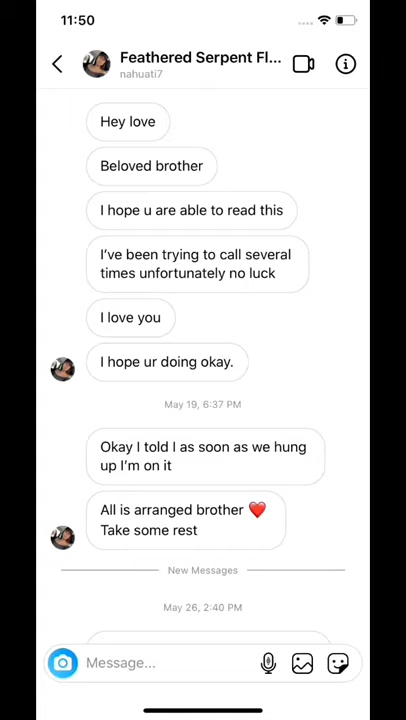 11:50
Feathered Serpent Fl...
nahuati7
Hey love
Beloved brother
I hope u are able to read this
I've been trying to call several
times unfortunately no luck
I love you
I hope ur doing okay.
May 19, 6:37 PM
Okay I told I as soon as we hung
up I'm on it
All is arranged brother ❤️
Take some rest
New Messages
May 26, 2:40 PM
Message...